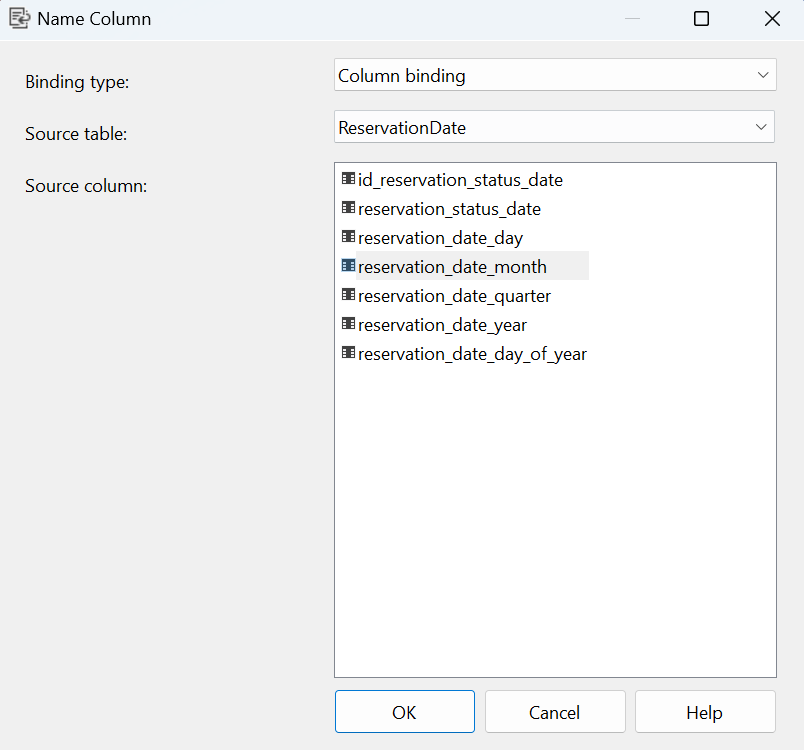 Name Column
Binding type:
Column binding
Source table:
ReservationDate
Source column:
id_reservation_status_date
reservation_status_date
reservation_date_day
reservation_date_month
reservation_date_quarter
reservation_date_year
reservation_date_day_of_year
OK Cancel Help